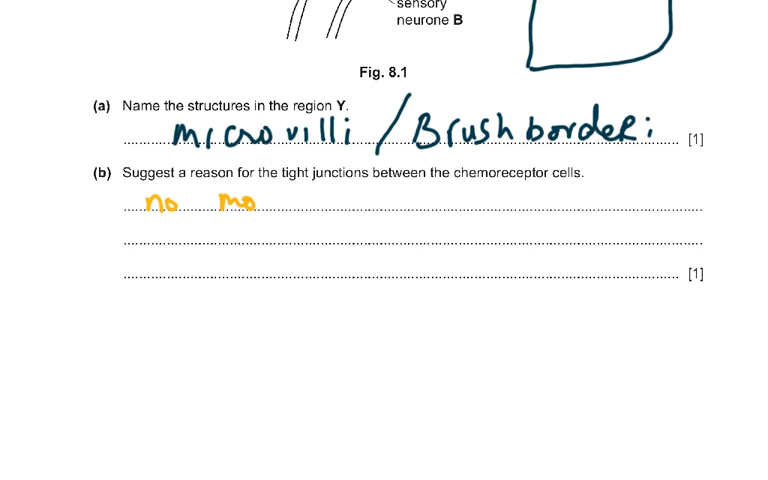 sensory
neurone B
Fig. 8.1
(a) Name the structures in the region Y.
microvilli / Brush border; [1]
(b) Suggest a reason for the tight junctions between the chemoreceptor cells.
no mo
[1]